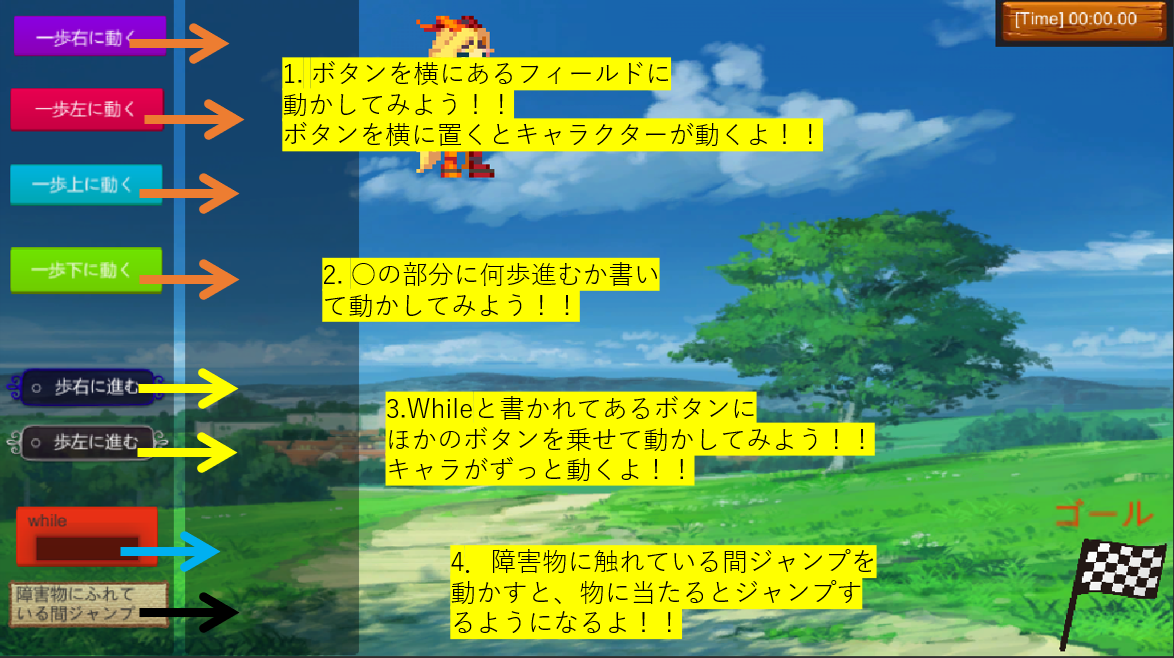 一歩右に動く
[Time] 00:00.00
1. ボタンを横にあるフィールドに
動かしてみよう！！
ボタンを横に置くとキャラクターが動くよ！！
一歩左に動く
一歩上に動く
一歩下に動く
2. 〇の部分に何歩進むか書い
て動かしてみよう！！
○ 歩右に進む
○ 歩左に進む
3.Whileと書かれてあるボタンに
ほかのボタンを乗せて動かしてみよう！！
キャラがずっと動くよ！！
while
ゴール
障害物にふれて
いる間ジャンプ
4． 障害物に触れている間ジャンプを
動かすと、物に当たるとジャンプす
るようになるよ！！